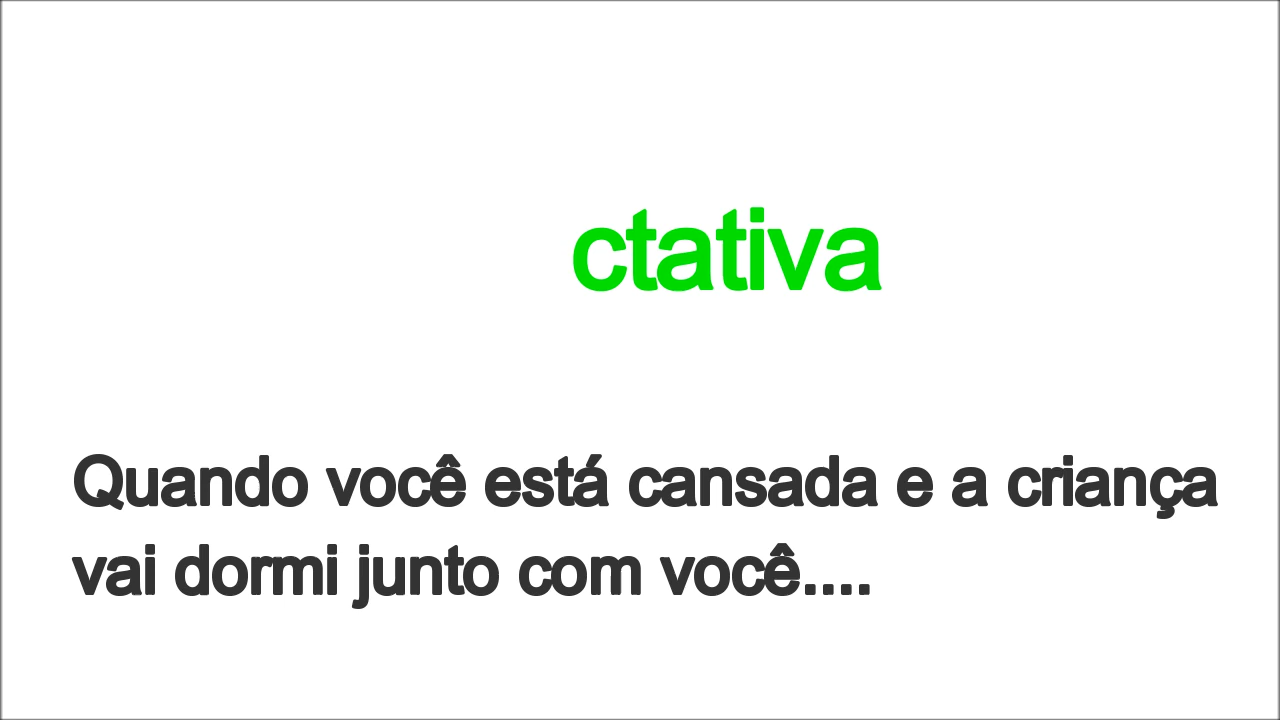 ctativa
Quando você está cansada e a criança
vai dormi junto com você....